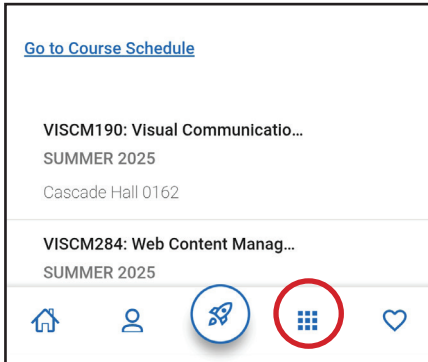 Go to Course Schedule
VISCM190: Visual Communicatio...
SUMMER 2025
Cascade Hall 0162
VISCM284: Web Content Manag...
SUMMER 2025